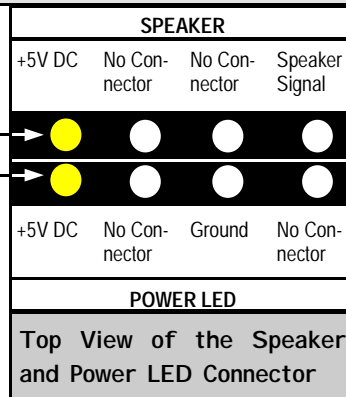 SPEAKER
+5V DC No Con- No Con- Speaker
nector nector Signal
+5V DC No Con- Ground No Con-
nector nector
POWER LED
Top View of the Speaker
and Power LED Connector